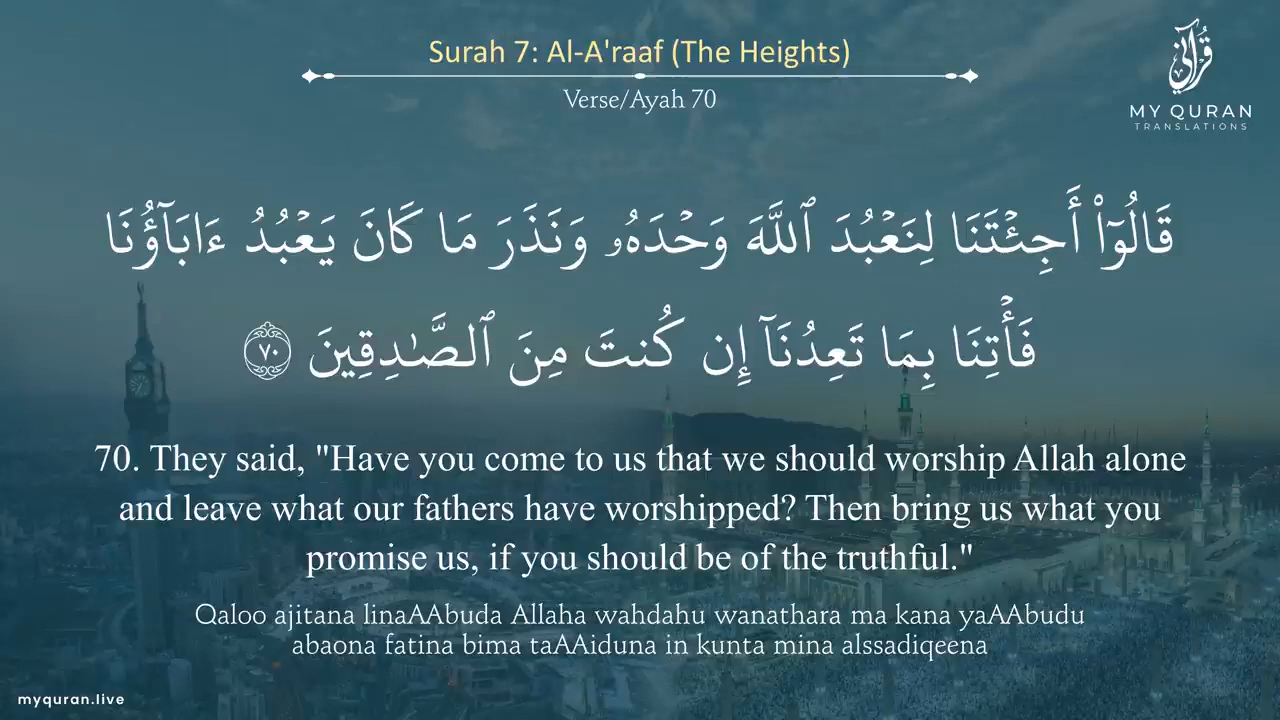 Surah 7: Al-A'raaf (The Heights)
Verse/Ayah 70
قرآني
MY QURAN
TRANSLATIONS
قَالُوٓا۟ أَجِئْتَنَا لِنَعْبُدَ ٱللَّهَ وَحْدَهُۥ وَنَذَرَ مَا كَانَ يَعْبُدُ ءَابَآؤُنَا
فَأْتِنَا بِمَا تَعِدُنَآ إِن كُنتَ مِنَ ٱلصَّـٰدِقِينَ ٧٠
70. They said, "Have you come to us that we should worship Allah alone
and leave what our fathers have worshipped? Then bring us what you
promise us, if you should be of the truthful."
Qaloo ajitana linaAAbuda Allaha wahdahu wanathara ma kana yaAAbudu
abaona fatina bima taAAiduna in kunta mina alssadiqeena
myquran.live